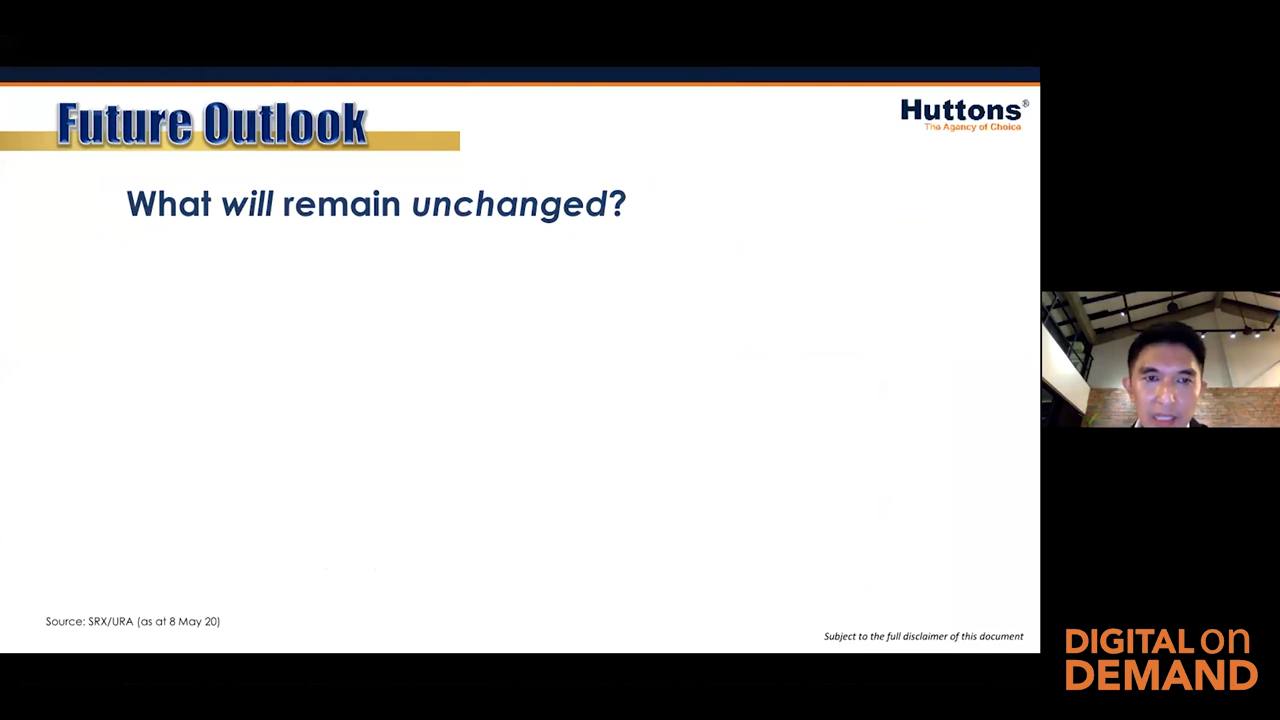 Future Outlook
Huttons®
The Agency of Choice
What will remain unchanged?
Source: SRX/URA (as at 8 May 20)
Subject to the full disclaimer of this document
DIGITAL on
DEMAND